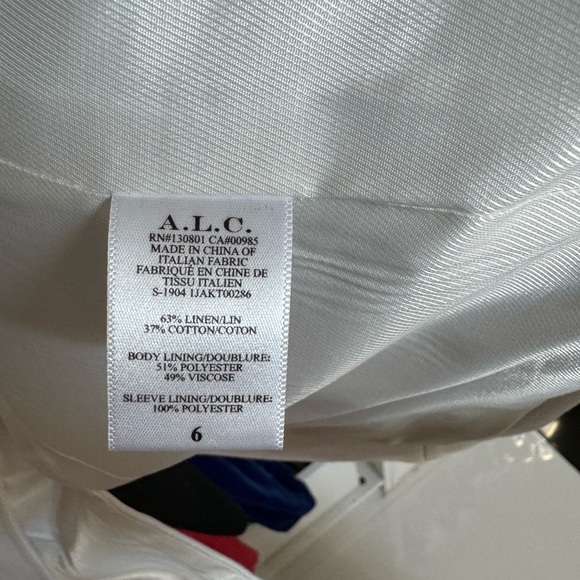 A.L.C.
RN#130801 CA#00985
MADE IN CHINA OF
ITALIAN FABRIC
FABRIQUÉ EN CHINE DE
TISSU ITALIEN
S-1904 1JAKT00286
63% LINEN/LIN
37% COTTON/COTON
BODY LINING/DOUBLURE:
51% POLYESTER
49% VISCOSE
SLEEVE LINING/DOUBLURE:
100% POLYESTER
6